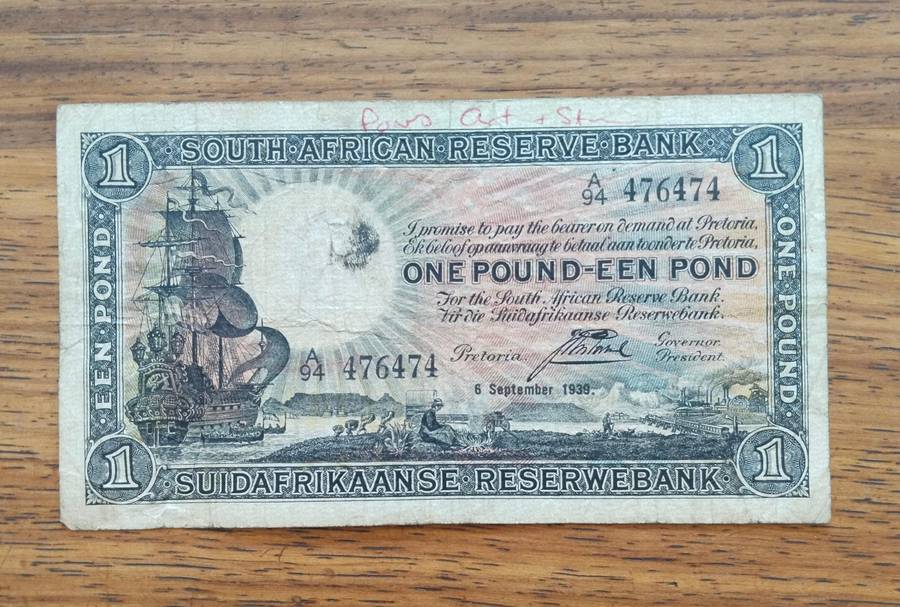 1 SOUTH·AFRICAN·RESERVE·BANK 1
A/94 476474
I promise to pay the bearer on demand at Pretoria,
Ek beloof op aanvraag te betaal aan toonder te Pretoria,
ONE POUND-EEN POND
For the South African Reserve Bank.
Vir die Suidafrikaanse Reserwebank.
A/94 476474
Pretoria
Governor.
President.
6 September 1939.
EEN·POND
ONE·POUND
1 SUIDAFRIKAANSE·RESERWEBANK 1